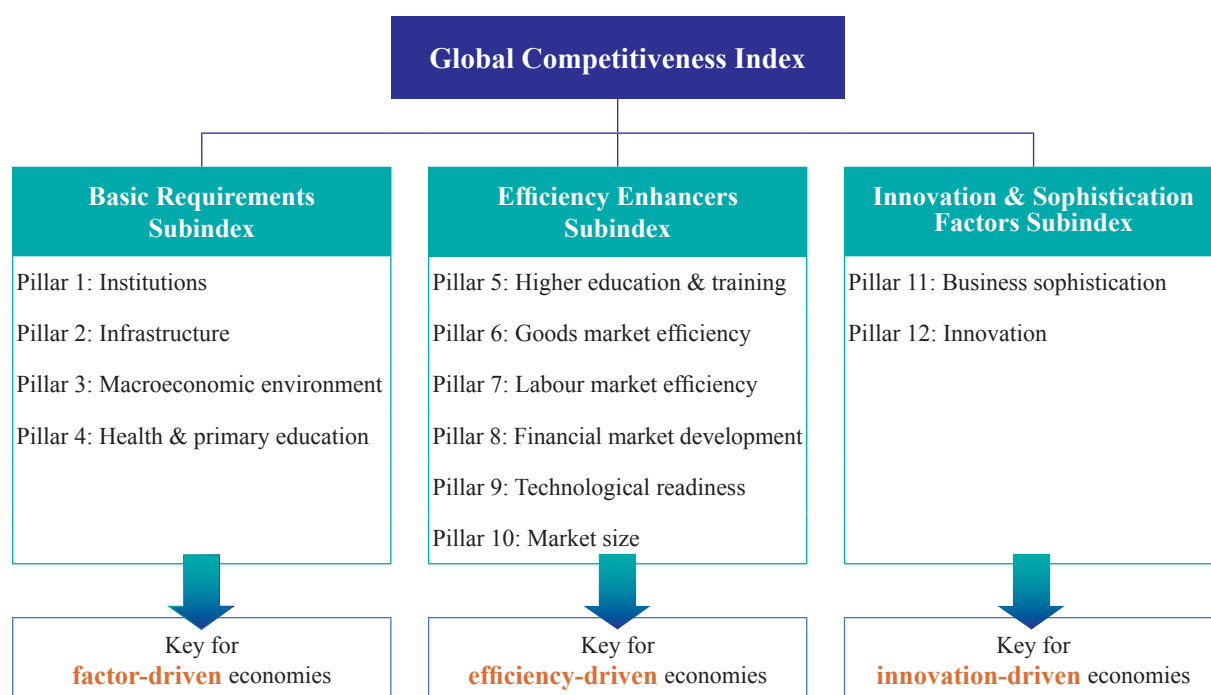 Global Competitiveness Index
Basic Requirements
Subindex
Pillar 1: Institutions
Pillar 2: Infrastructure
Pillar 3: Macroeconomic environment
Pillar 4: Health & primary education
Key for
factor-driven economies
Efficiency Enhancers
Subindex
Pillar 5: Higher education & training
Pillar 6: Goods market efficiency
Pillar 7: Labour market efficiency
Pillar 8: Financial market development
Pillar 9: Technological readiness
Pillar 10: Market size
Key for
efficiency-driven economies
Innovation & Sophistication
Factors Subindex
Pillar 11: Business sophistication
Pillar 12: Innovation
Key for
innovation-driven economies